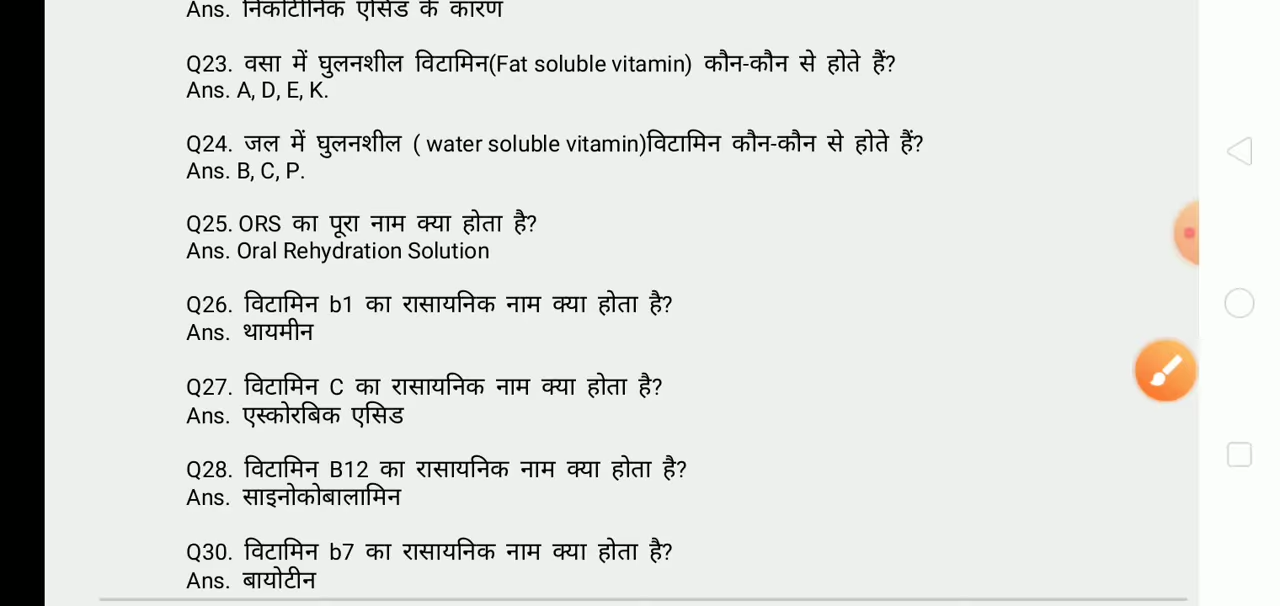 Ans. निकोटीनिक एसिड के कारण
Q23. वसा में घुलनशील विटामिन(Fat soluble vitamin) कौन-कौन से होते हैं?
Ans. A, D, E, K.
Q24. जल में घुलनशील ( water soluble vitamin)विटामिन कौन-कौन से होते हैं?
Ans. B, C, P.
Q25. ORS का पूरा नाम क्या होता है?
Ans. Oral Rehydration Solution
Q26. विटामिन b1 का रासायनिक नाम क्या होता है?
Ans. थायमीन
Q27. विटामिन C का रासायनिक नाम क्या होता है?
Ans. एस्कोरबिक एसिड
Q28. विटामिन B12 का रासायनिक नाम क्या होता है?
Ans. साइनोकोबालामिन
Q30. विटामिन b7 का रासायनिक नाम क्या होता है?
Ans. बायोटीन